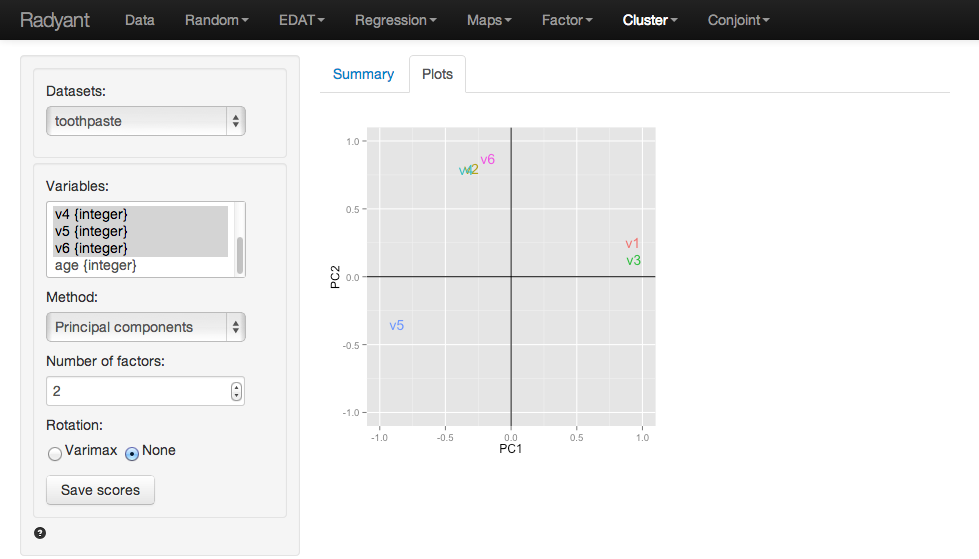 Radyant Data Random EDAT Regression Maps Factor Cluster Conjoint
Datasets:
toothpaste
Variables:
v4 {integer}
v5 {integer}
v6 {integer}
age {integer}
Method:
Principal components
Number of factors:
2
Rotation:
Varimax None
Save scores
?
Summary Plots
1.0
0.5
0.0
-0.5
-1.0
PC2
v6
v4 v2
v1
v3
v5
-1.0 -0.5 0.0 0.5 1.0
PC1